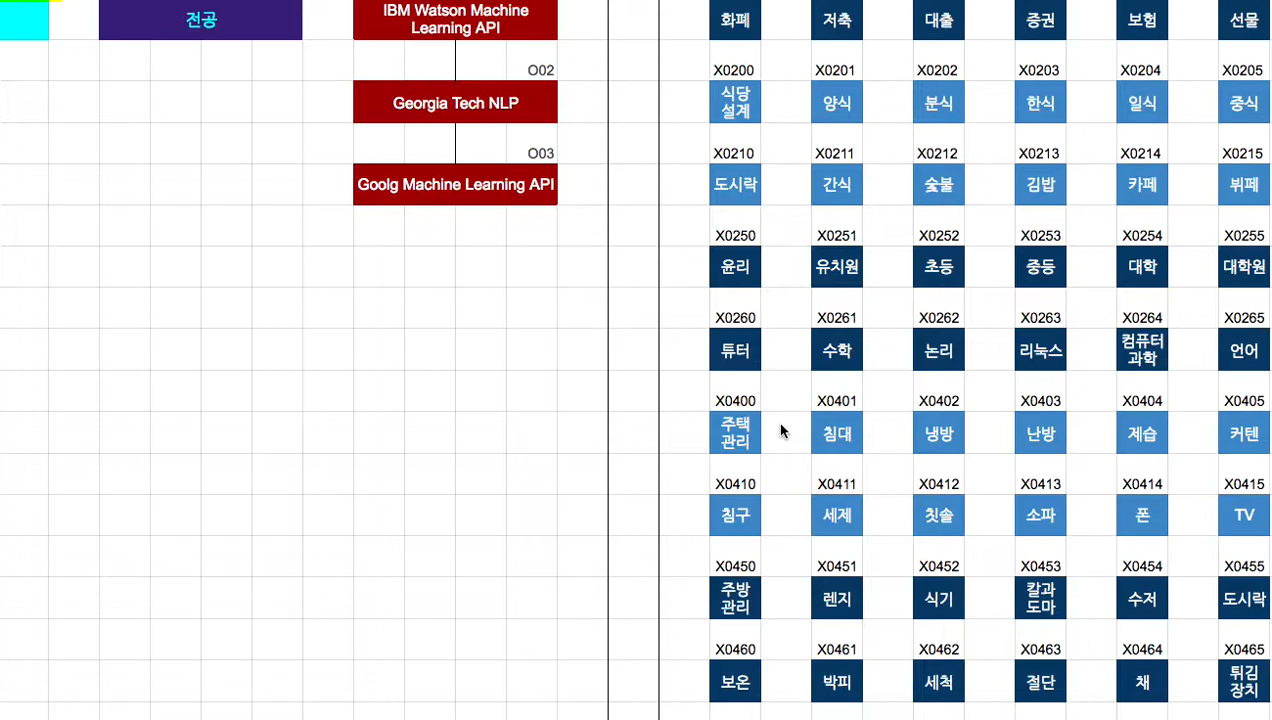 전공
IBM Watson Machine
Learning API
화폐
저축
대출
증권
보험
선물
O02
X0200
X0201
X0202
X0203
X0204
X0205
Georgia Tech NLP
식당
설계
양식
분식
한식
일식
중식
O03
X0210
X0211
X0212
X0213
X0214
X0215
Goolg Machine Learning API
도시락
간식
숯불
김밥
카페
뷔페
X0250
X0251
X0252
X0253
X0254
X0255
윤리
유치원
초등
중등
대학
대학원
X0260
X0261
X0262
X0263
X0264
X0265
튜터
수학
논리
리눅스
컴퓨터
과학
언어
X0400
X0401
X0402
X0403
X0404
X0405
주택
관리
침대
냉방
난방
제습
커텐
X0410
X0411
X0412
X0413
X0414
X0415
침구
세제
칫솔
소파
폰
TV
X0450
X0451
X0452
X0453
X0454
X0455
주방
관리
렌지
식기
칼과
도마
수저
도시락
X0460
X0461
X0462
X0463
X0464
X0465
보온
박피
세척
절단
채
튀김
장치